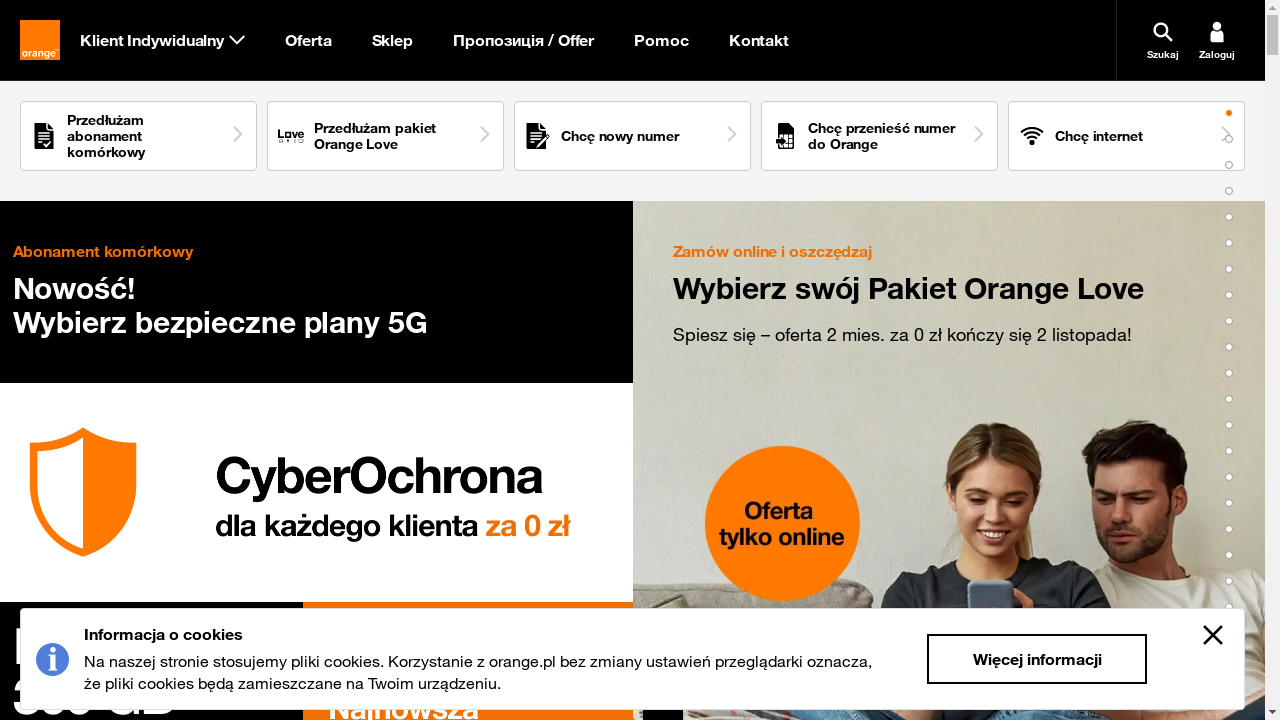 orange™
Klient Indywidualny
Oferta
Sklep
Пропозиція / Offer
Pomoc
Kontakt
Szukaj
Zaloguj
Przedłużam
abonament
komórkowy
Love
Przedłużam pakiet
Orange Love
Chcę nowy numer
Chcę przenieść numer
do Orange
Chcę internet
Abonament komórkowy
Nowość!
Wybierz bezpieczne plany 5G
CyberOchrona
dla każdego klienta za 0 zł
Zamów online i oszczędzaj
Wybierz swój Pakiet Orange Love
Spiesz się – oferta 2 mies. za 0 zł kończy się 2 listopada!
Oferta
tylko online
Najnowsza
Informacja o cookies
Na naszej stronie stosujemy pliki cookies. Korzystanie z orange.pl bez zmiany ustawień przeglądarki oznacza,
że pliki cookies będą zamieszczane na Twoim urządzeniu.
Więcej informacji